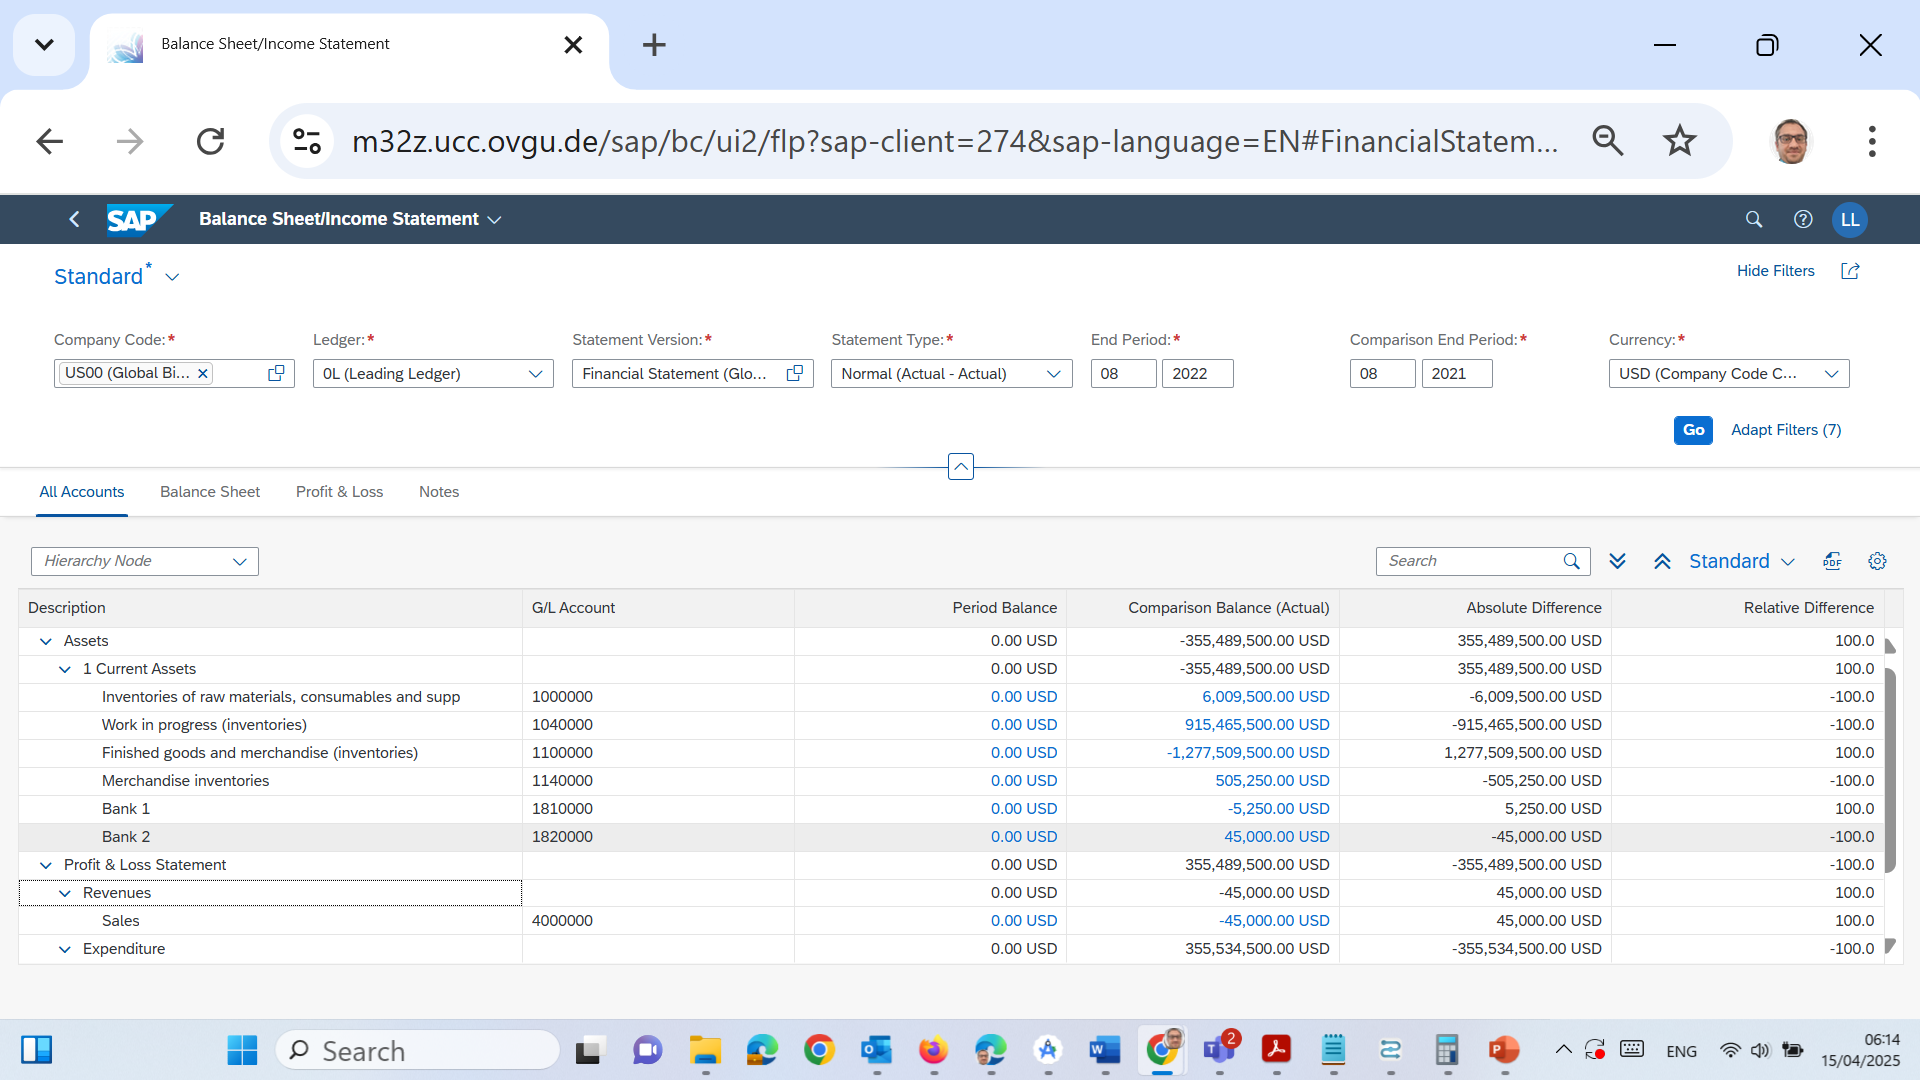 Balance Sheet/Income Statement
m32z.ucc.ovgu.de/sap/bc/ui2/flp?sap-client=274&sap-language=EN#FinancialStatem...
SAP Balance Sheet/Income Statement LL
Standard * Hide Filters
Company Code:* Ledger:* Statement Version:* Statement Type:* End Period:* Comparison End Period:* Currency:*
US00 (Global Bi... 0L (Leading Ledger) Financial Statement (Glo... Normal (Actual - Actual) 08 2022 08 2021 USD (Company Code C...
Go Adapt Filters (7)
All Accounts Balance Sheet Profit & Loss Notes
Hierarchy Node Search Standard PDF
Description G/L Account Period Balance Comparison Balance (Actual) Absolute Difference Relative Difference
Assets 0.00 USD -355,489,500.00 USD 355,489,500.00 USD 100.0
1 Current Assets 0.00 USD -355,489,500.00 USD 355,489,500.00 USD 100.0
Inventories of raw materials, consumables and supp 1000000 0.00 USD 6,009,500.00 USD -6,009,500.00 USD -100.0
Work in progress (inventories) 1040000 0.00 USD 915,465,500.00 USD -915,465,500.00 USD -100.0
Finished goods and merchandise (inventories) 1100000 0.00 USD -1,277,509,500.00 USD 1,277,509,500.00 USD 100.0
Merchandise inventories 1140000 0.00 USD 505,250.00 USD -505,250.00 USD -100.0
Bank 1 1810000 0.00 USD -5,250.00 USD 5,250.00 USD 100.0
Bank 2 1820000 0.00 USD 45,000.00 USD -45,000.00 USD -100.0
Profit & Loss Statement 0.00 USD 355,489,500.00 USD -355,489,500.00 USD -100.0
Revenues 0.00 USD -45,000.00 USD 45,000.00 USD 100.0
Sales 4000000 0.00 USD -45,000.00 USD 45,000.00 USD 100.0
Expenditure 0.00 USD 355,534,500.00 USD -355,534,500.00 USD -100.0
Search 2 ENG 06:14
15/04/2025